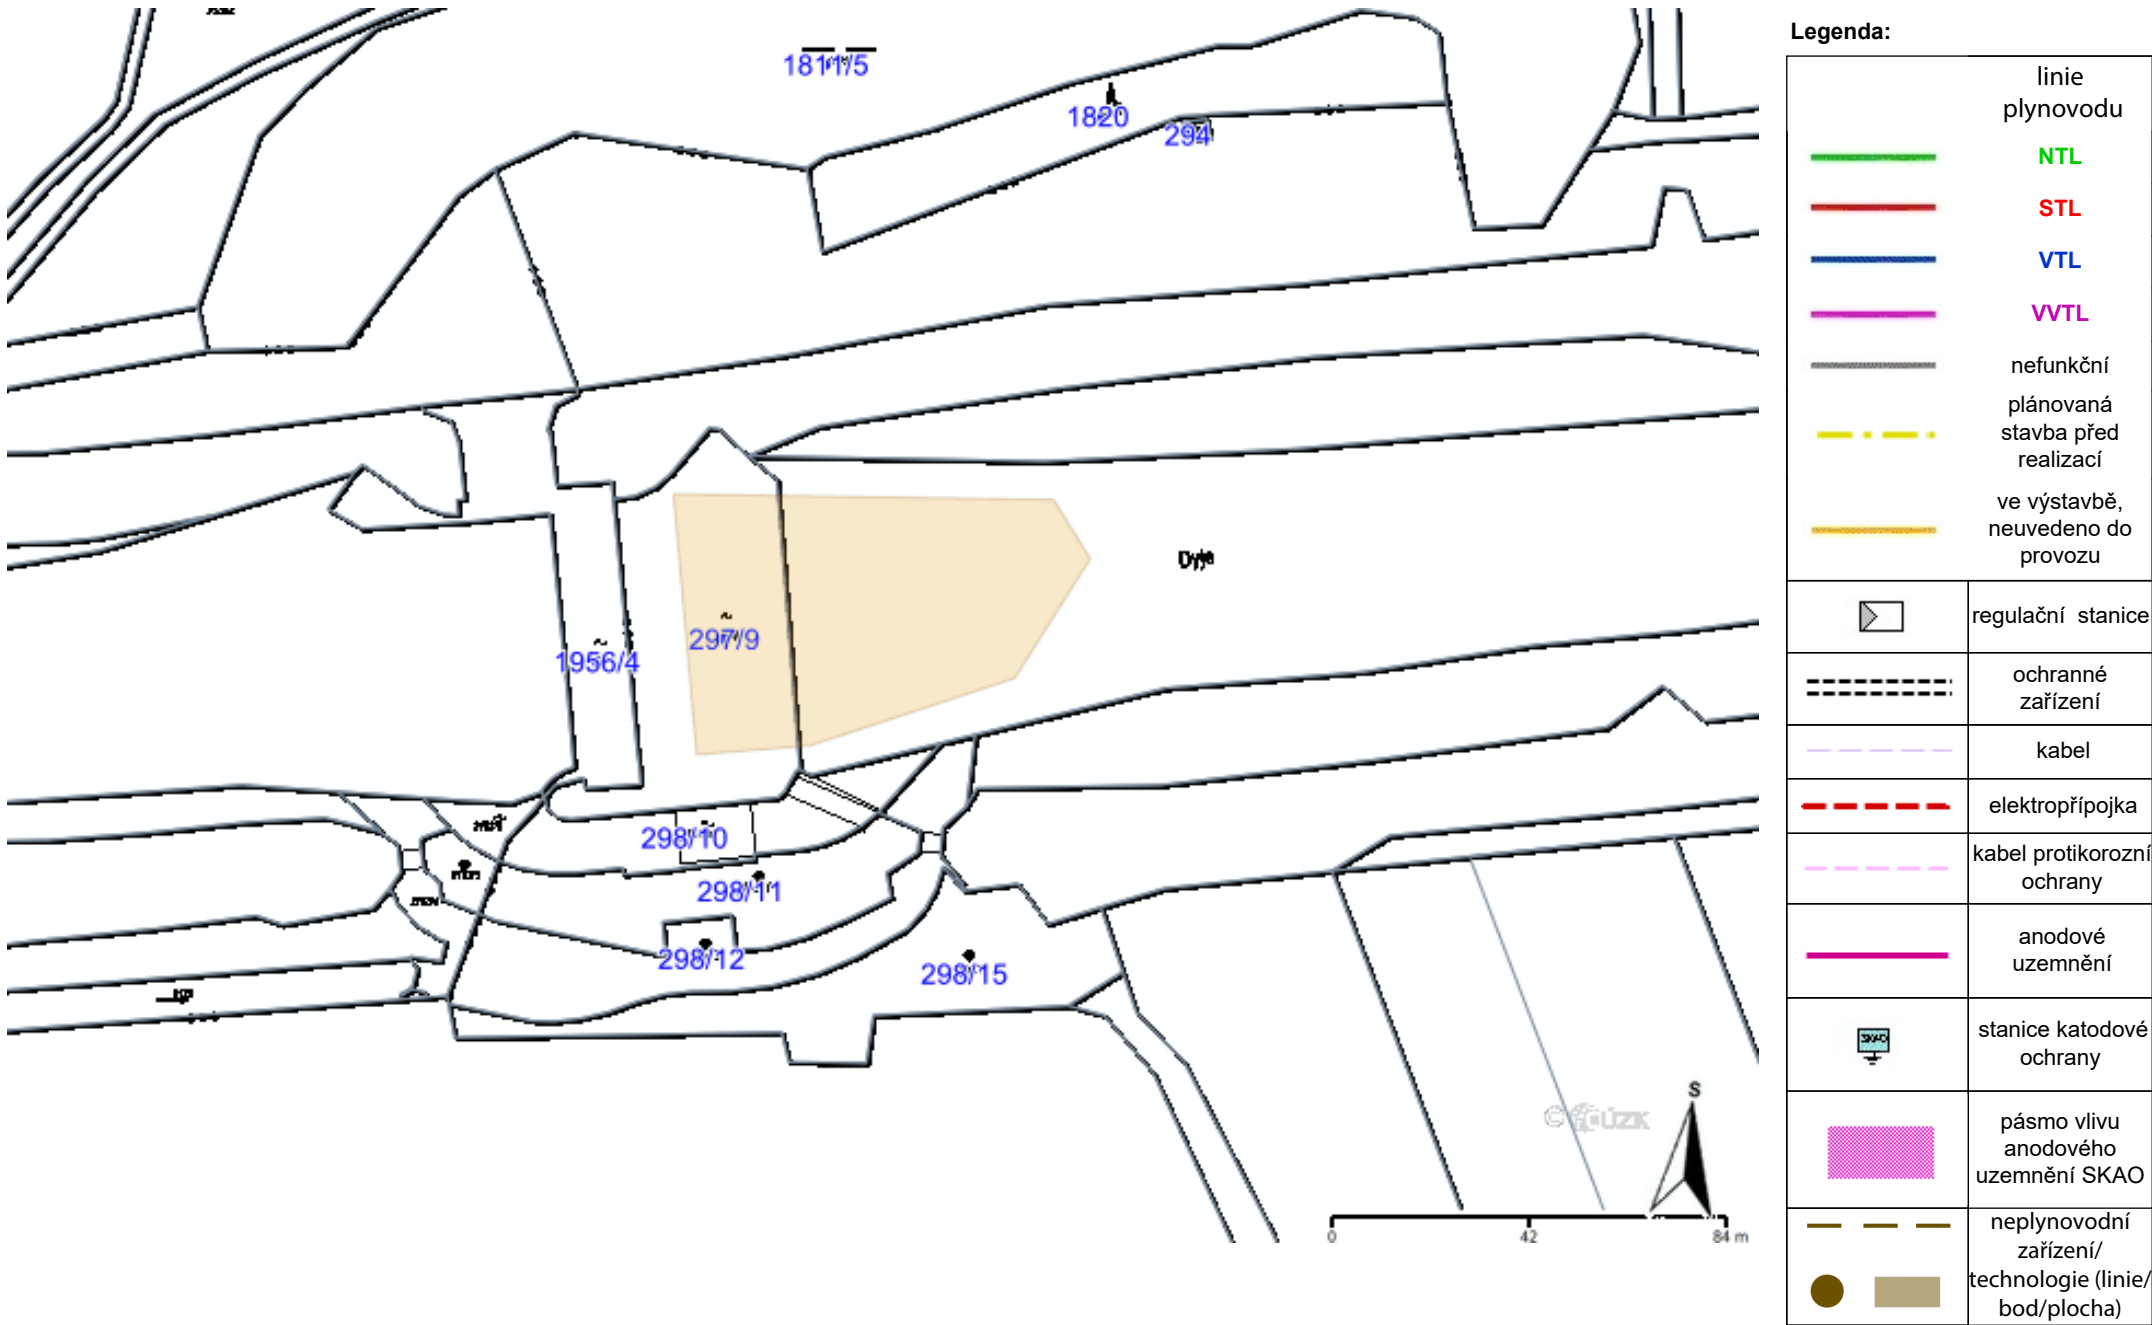 1811/5
1820
294
Dyje
297/9
1956/4
298/10
298/11
298/12
298/15
© ČÚZK
S
0 42 84 m
Legenda:
linie
plynovodu
NTL
STL
VTL
VVTL
nefunkční
plánovaná
stavba před
realizací
ve výstavbě,
neuvedeno do
provozu
regulační stanice
ochranné
zařízení
kabel
elektropřípojka
kabel protikorozní
ochrany
anodové
uzemnění
SKAO
stanice katodové
ochrany
pásmo vlivu
anodového
uzemnění SKAO
neplynovodní
zařízení/
technologie (linie/
bod/plocha)